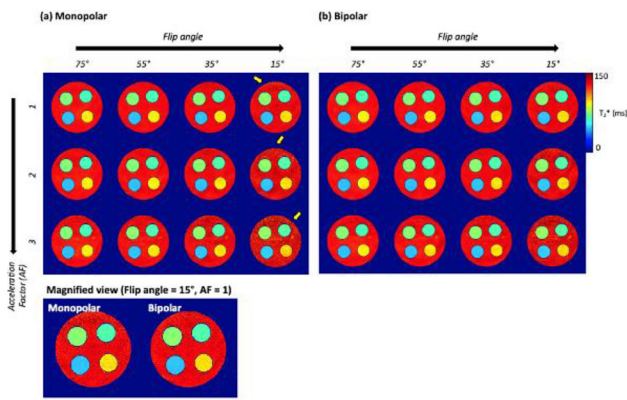 (a) Monopolar
Flip angle
75° 55° 35° 15°
(b) Bipolar
Flip angle
75° 55° 35° 15°
Acceleration
Factor (AF)
1
2
3
150
T₂* (ms)
0
Magnified view (Flip angle = 15°, AF = 1)
Monopolar Bipolar